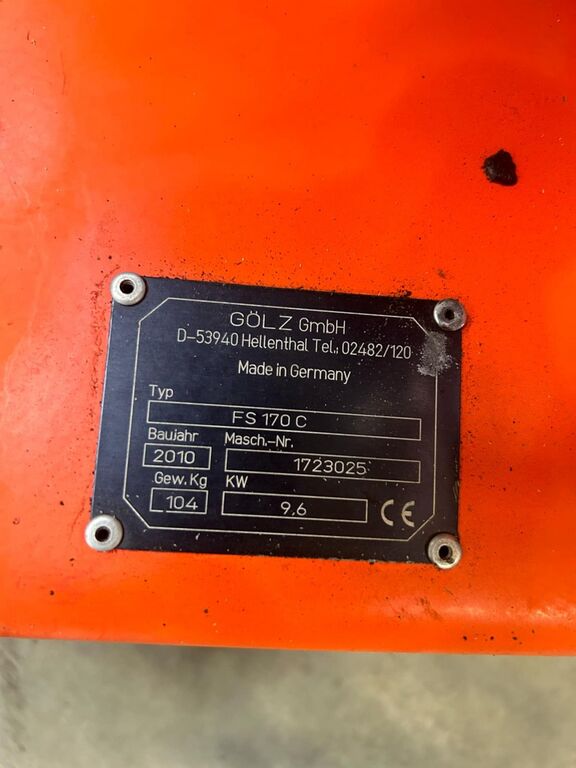 GÖLZ GmbH
D-53940 Hellenthal Tel.: 02482/120
Made in Germany
Typ
FS 170 C
Baujahr Masch.-Nr.
2010 1723025
Gew. Kg KW
104 9.6 CE